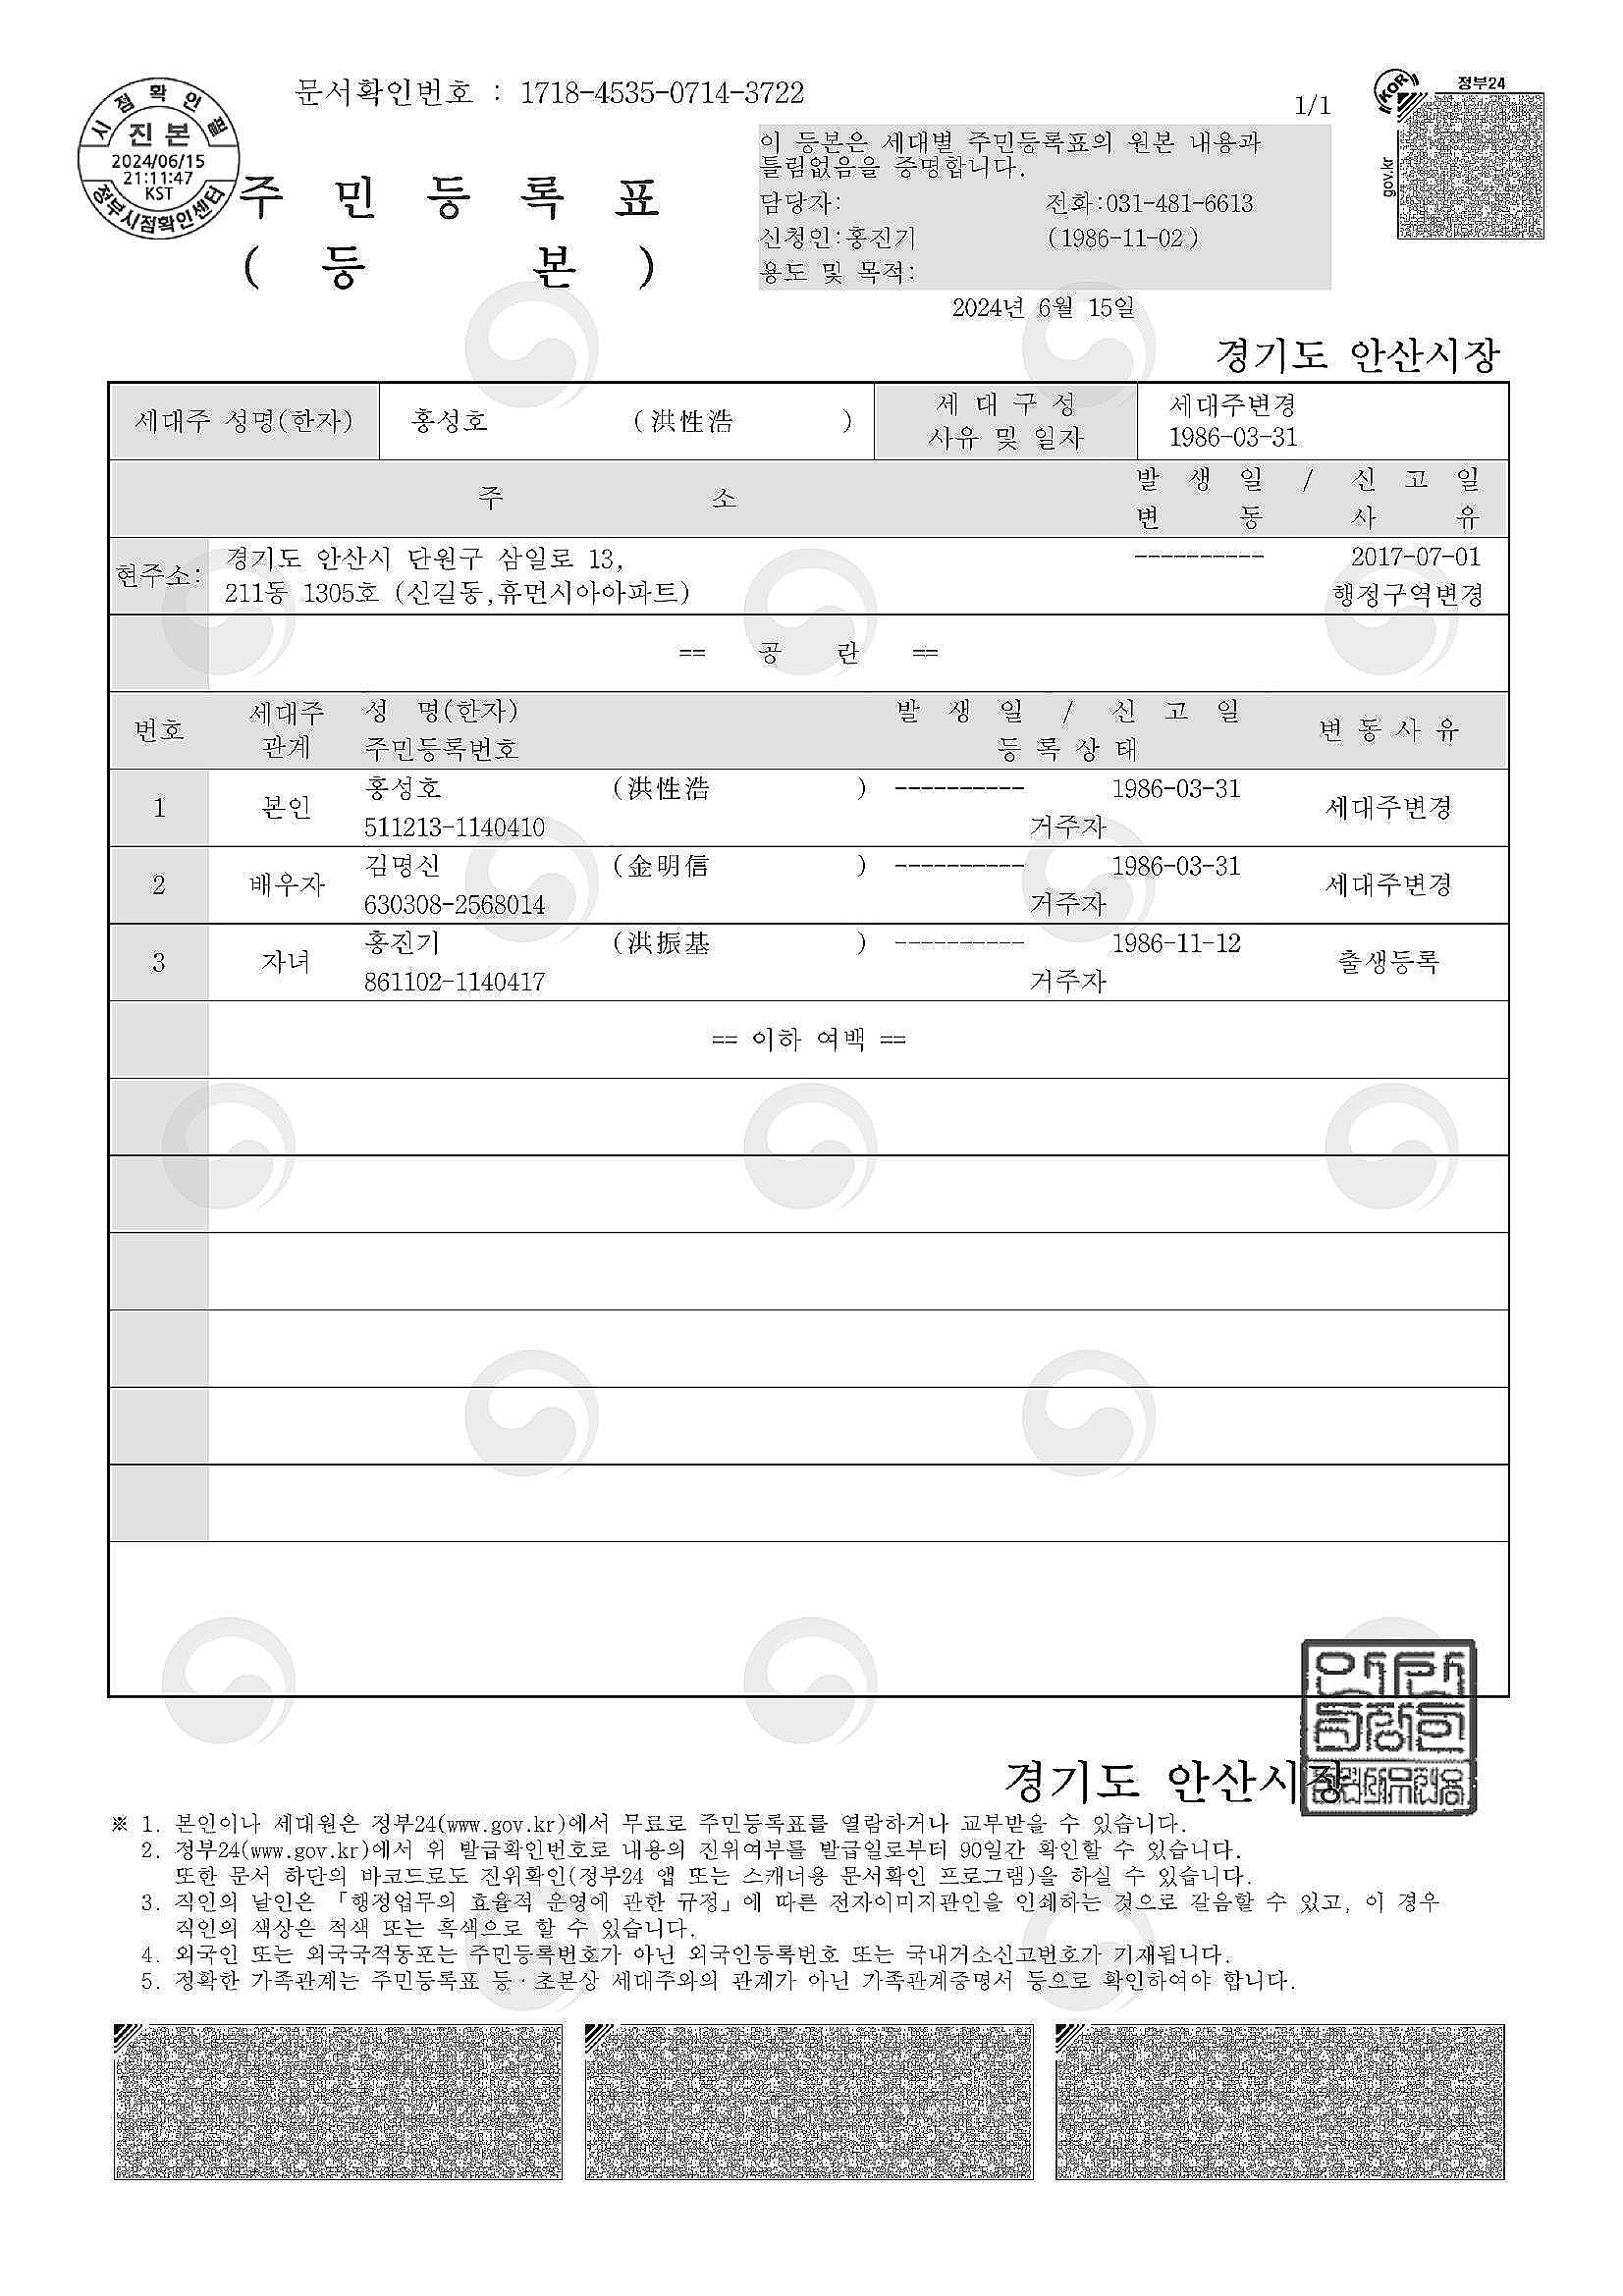 문서확인번호 : 1718-4535-0714-3722
1/1
정부24
KOR
gov.kr
시점확인필
진 본
2024/06/15
21:11:47
KST
정부시점확인센터
이 등본은 세대별 주민등록표의 원본 내용과
틀림없음을 증명합니다.
담당자: 전화:031-481-6613
신청인:홍진기 (1986-11-02)
용도 및 목적:
2024년 6월 15일
주 민 등 록 표
( 등 본 )
경기도 안산시장
세대주 성명(한자) 홍성호 (洪性浩) 세 대 구 성 사유 및 일자 세대주변경 1986-03-31
주 소 발 생 일 / 신 고 일
변 동 사 유
현주소: 경기도 안산시 단원구 삼일로 13, ---------- 2017-07-01
211동 1305호 (신길동,휴먼시아아파트) 행정구역변경
== 공 란 ==
번호 세대주 관계 성 명(한자) 주민등록번호 발 생 일 / 신 고 일 등 록 상 태 변 동 사 유
1 본인 홍성호 (洪性浩) ---------- 1986-03-31 세대주변경
511213-1140410 거주자
2 배우자 김명신 (金明信) ---------- 1986-03-31 세대주변경
630308-2568014 거주자
3 자녀 홍진기 (洪振基) ---------- 1986-11-12 출생등록
861102-1140417 거주자
== 이하 여백 ==
경기도 안산시장
※ 1. 본인이나 세대원은 정부24(www.gov.kr)에서 무료로 주민등록표를 열람하거나 교부받을 수 있습니다.
2. 정부24(www.gov.kr)에서 위 발급확인번호로 내용의 진위여부를 발급일로부터 90일간 확인할 수 있습니다.
또한 문서 하단의 바코드로도 진위확인(정부24 앱 또는 스캐너용 문서확인 프로그램)을 하실 수 있습니다.
3. 직인의 날인은 「행정업무의 효율적 운영에 관한 규정」에 따른 전자이미지관인을 인쇄하는 것으로 갈음할 수 있고, 이 경우
직인의 색상은 적색 또는 흑색으로 할 수 있습니다.
4. 외국인 또는 외국국적동포는 주민등록번호가 아닌 외국인등록번호 또는 국내거소신고번호가 기재됩니다.
5. 정확한 가족관계는 주민등록표 등·초본상 세대주와의 관계가 아닌 가족관계증명서 등으로 확인하여야 합니다.